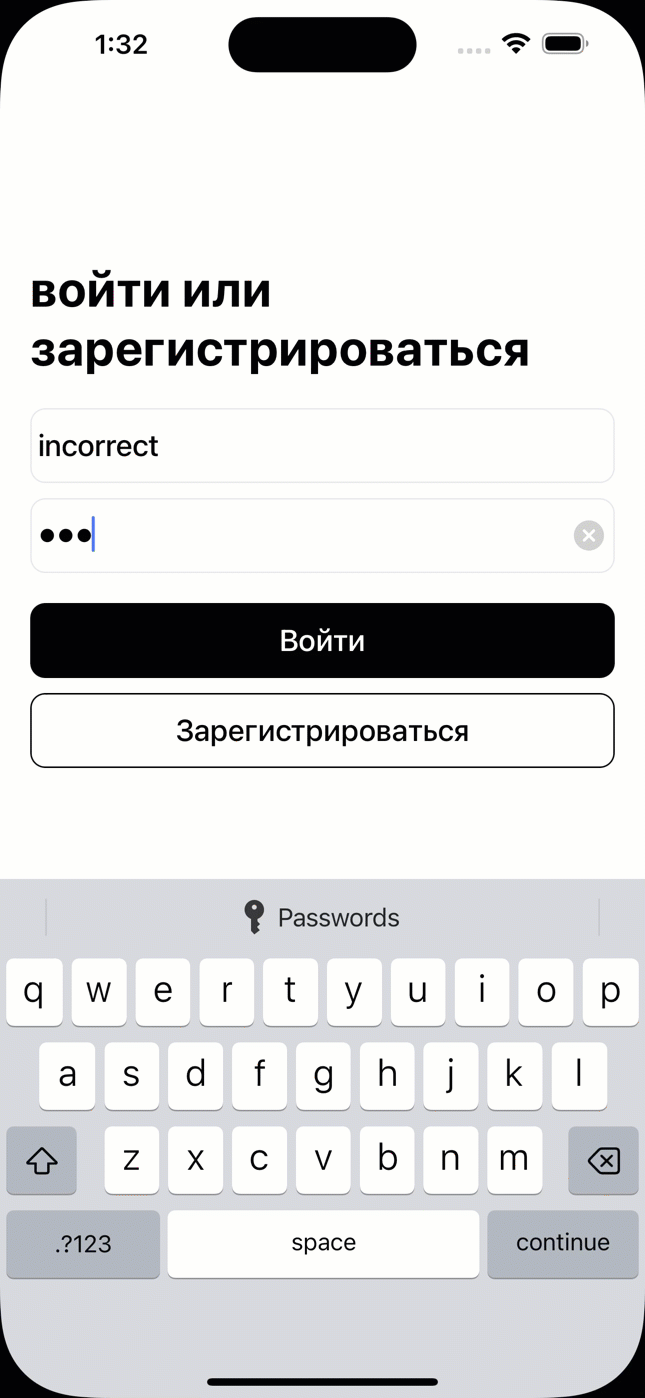 1:32
войти или
зарегистрироваться
incorrect
•••
Войти
Зарегистрироваться
Passwords
q w e r t y u i o p
a s d f g h j k l
z x c v b n m
.?123 space continue